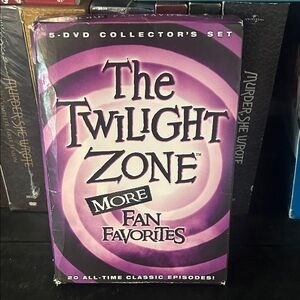 5-DVD COLLECTOR'S SET
The
TWILIGHT
ZONE™
MORE
FAN
FAVORITES
20 ALL-TIME CLASSIC EPISODES!
MURDER, SHE WROTE
MURDER, SHE WROTE